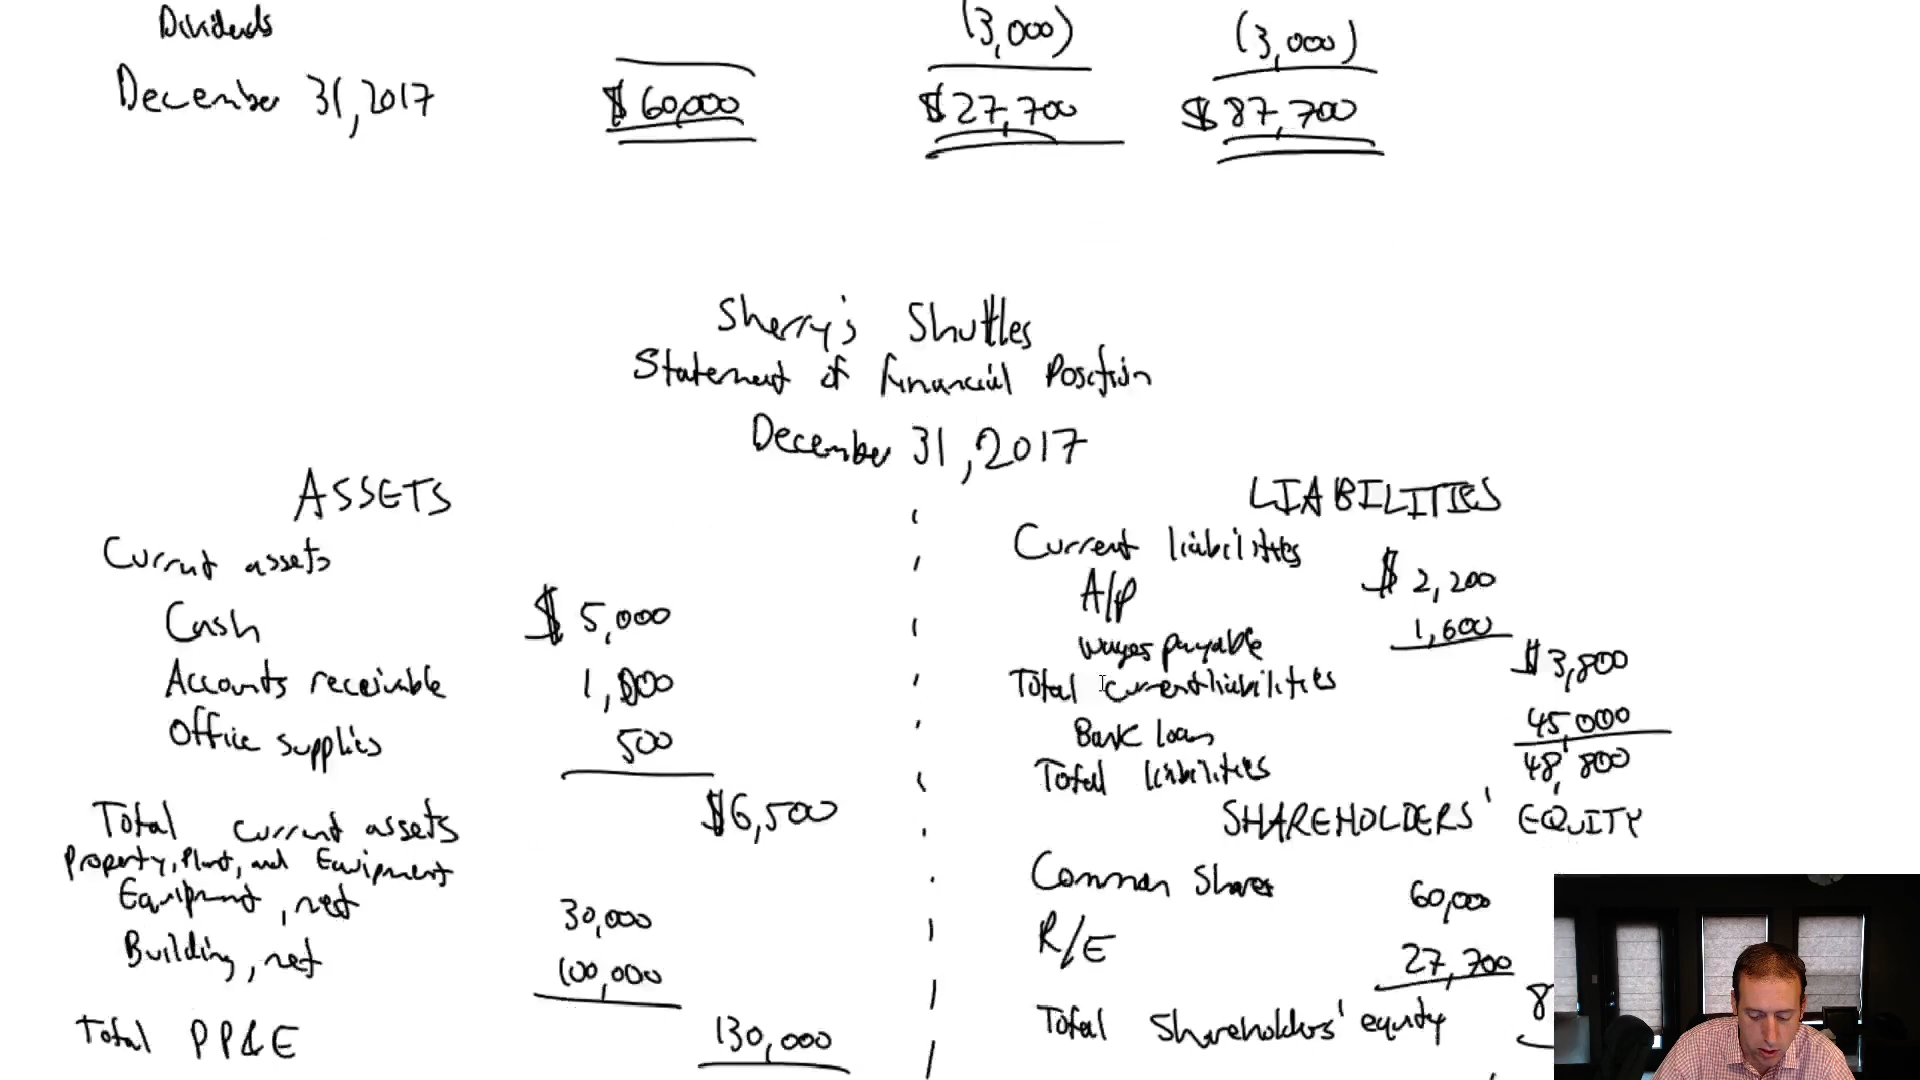 Dividends (3,000) (3,000)
December 31, 2017 $60,000 $27,700 $87,700
Sherry's Shuttles
Statement of Financial Position
December 31, 2017
ASSETS
Current assets
Cash $5,000
Accounts receivable 1,000
Office supplies 500
Total current assets $6,500
Property, Plant, and Equipment
Equipment, net 30,000
Building, net 100,000
Total PP&E 130,000
LIABILITIES
Current liabilities
A/P $2,200
Wages payable 1,600
Total current liabilities $3,800
Bank loan 45,000
Total liabilities 48,800
SHAREHOLDERS' EQUITY
Common Shares 60,000
R/E 27,700
Total Shareholders' equity 8